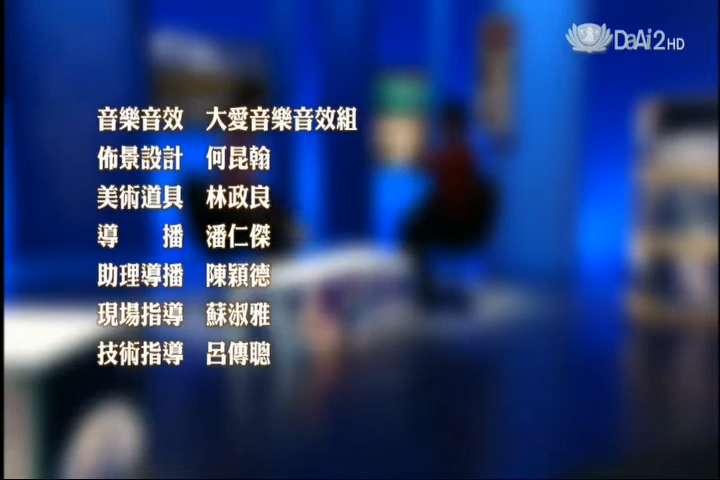 DaAi2HD
音樂音效 大愛音樂音效組
佈景設計 何昆翰
美術道具 林政良
導播 潘仁傑
助理導播 陳穎德
現場指導 蘇淑雅
技術指導 呂傳聰